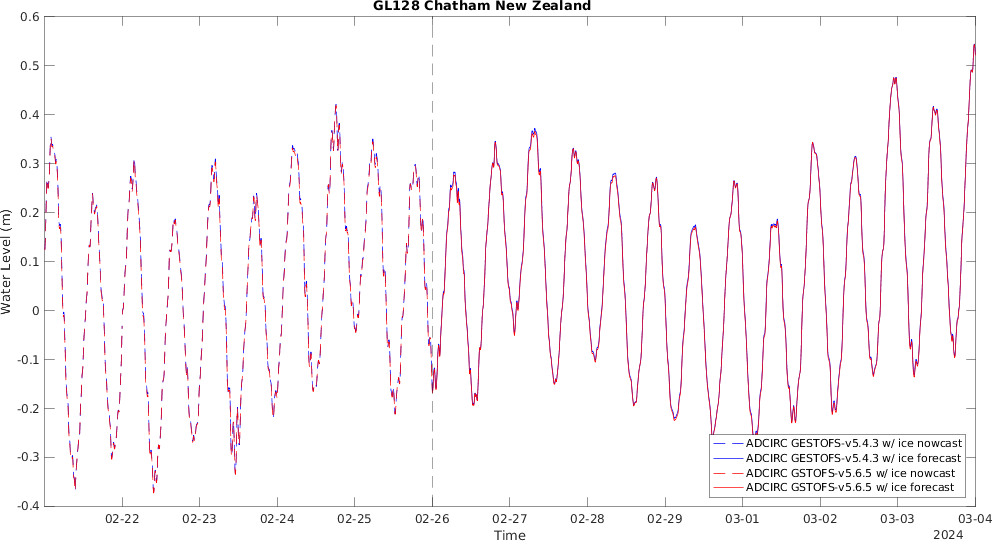 GL128 Chatham New Zealand
0.6
0.5
0.4
0.3
0.2
0.1
0
-0.1
-0.2
-0.3
-0.4
Water Level (m)
02-22 02-23 02-24 02-25 02-26 02-27 02-28 02-29 03-01 03-02 03-03 03-04
Time
2024
ADCIRC GESTOFS-v5.4.3 w/ ice nowcast
ADCIRC GESTOFS-v5.4.3 w/ ice forecast
ADCIRC GSTOFS-v5.6.5 w/ ice nowcast
ADCIRC GSTOFS-v5.6.5 w/ ice forecast